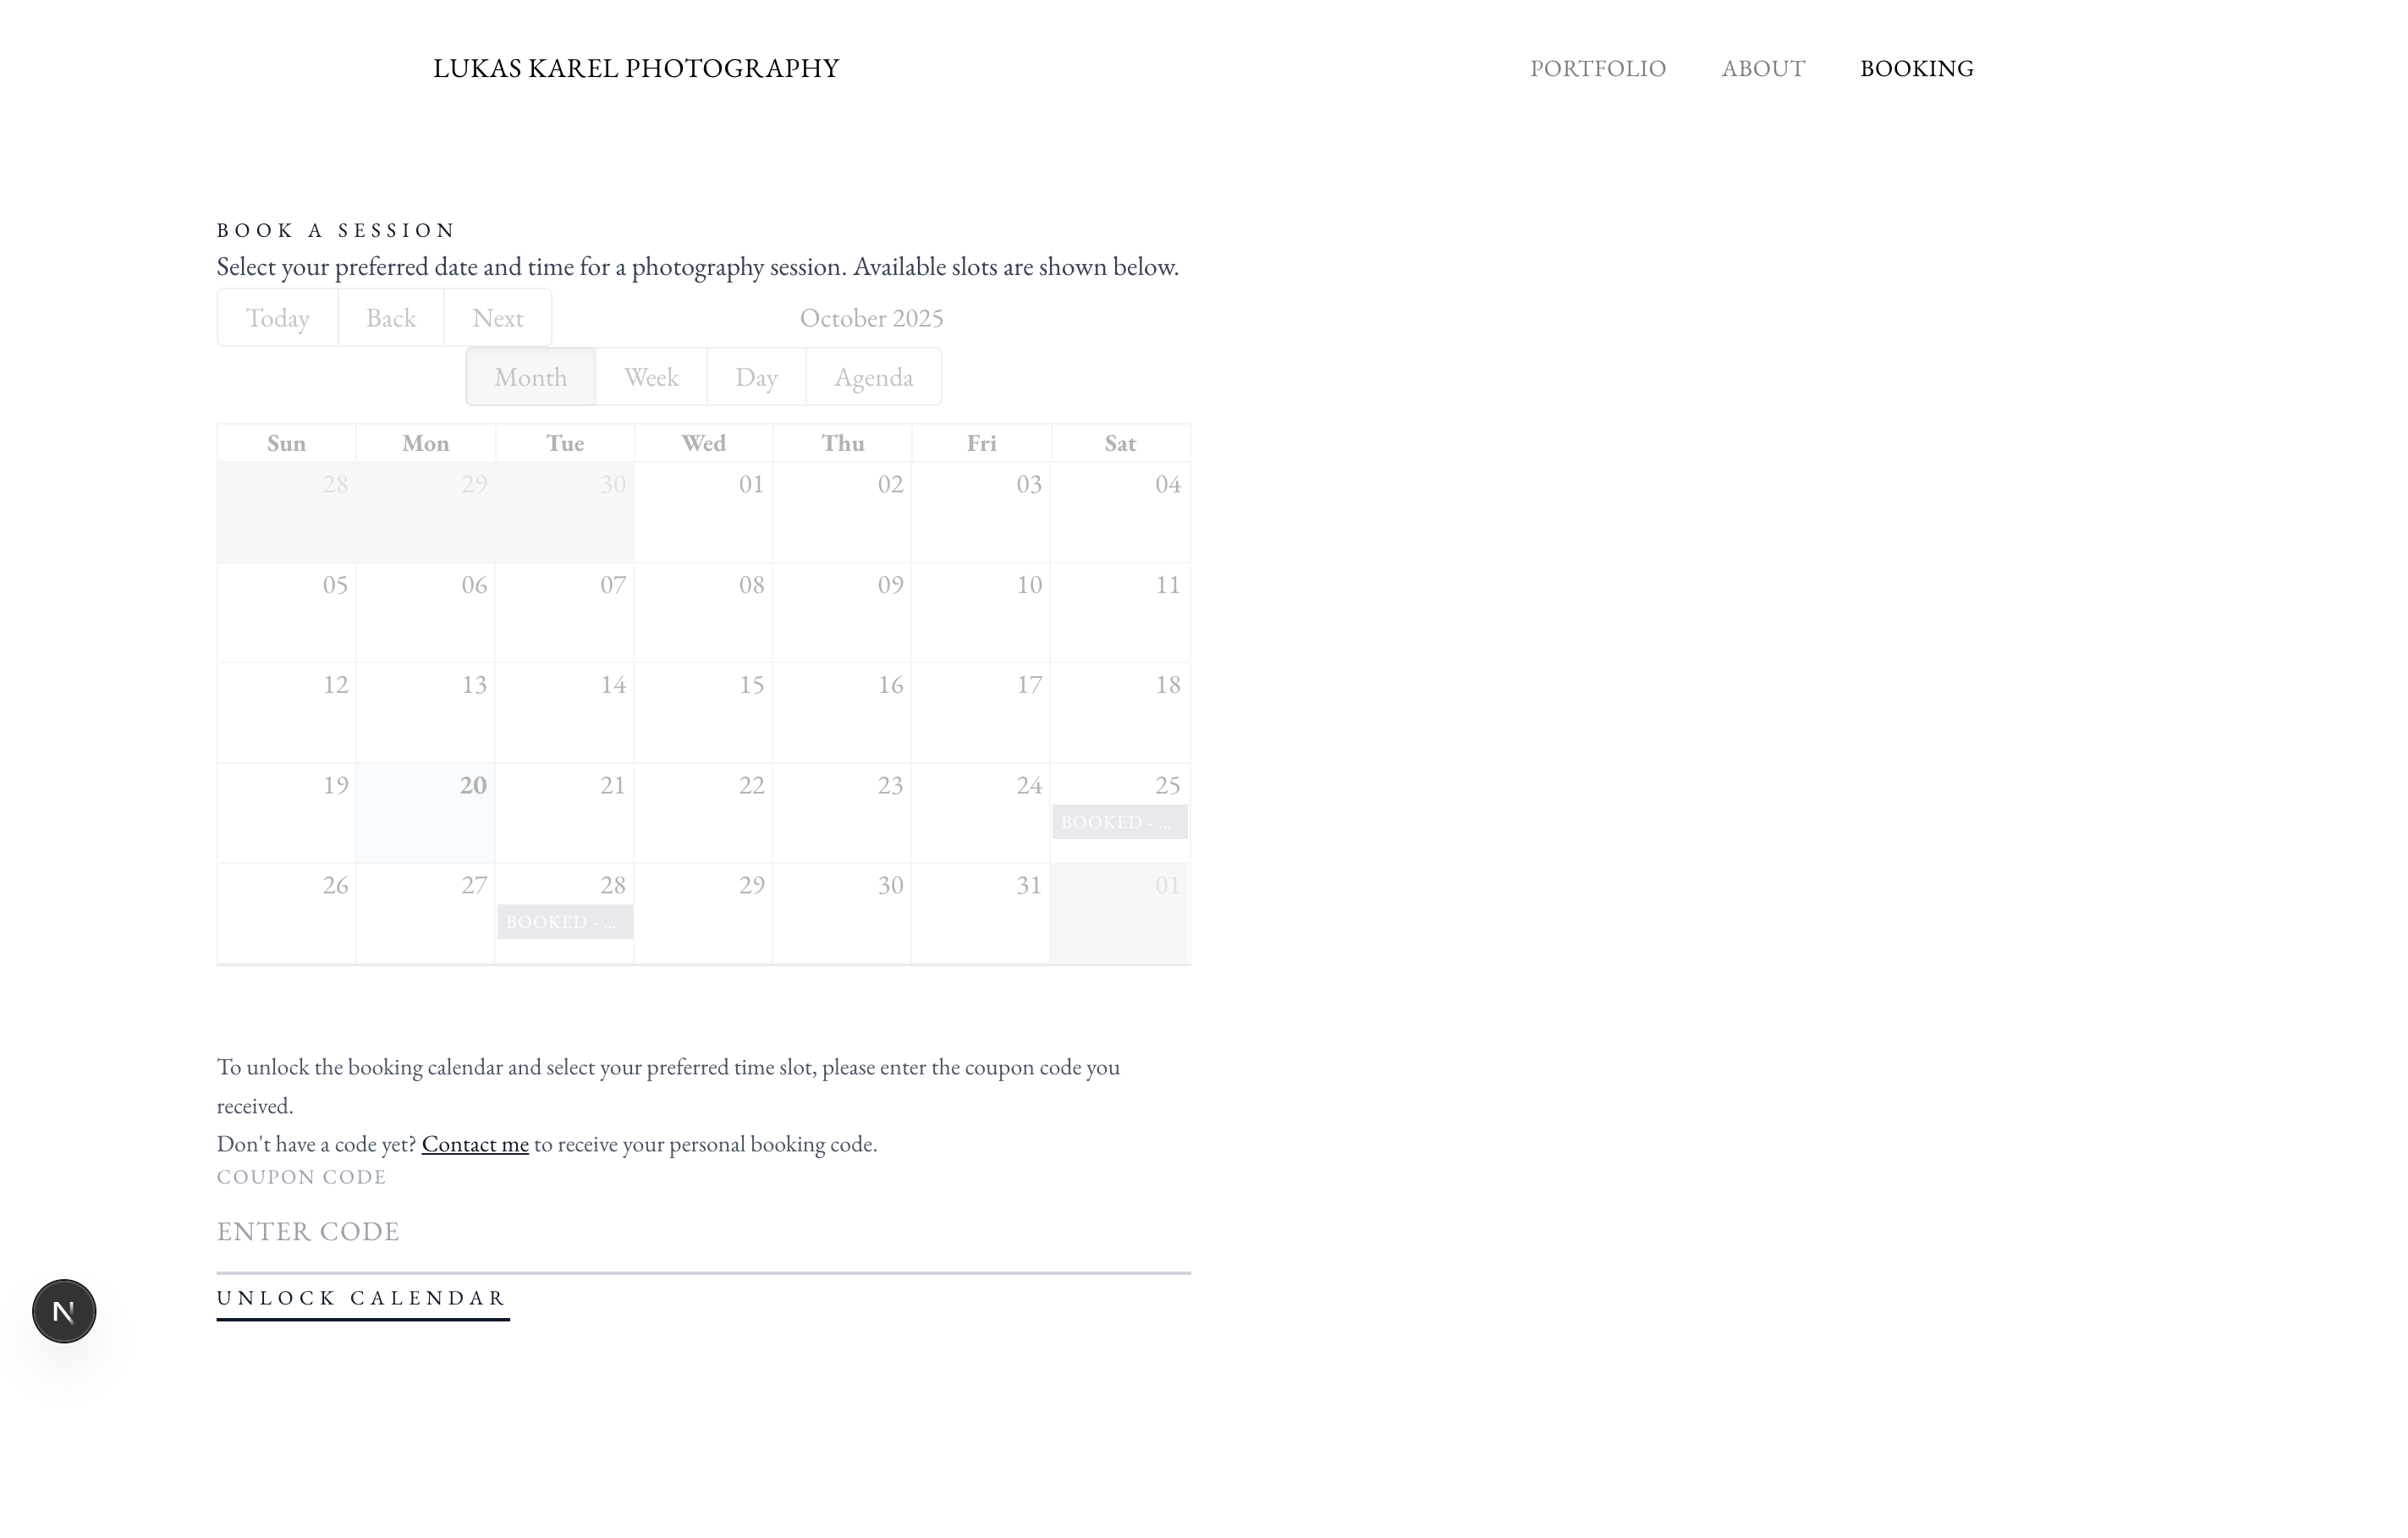 LUKAS KAREL PHOTOGRAPHY
PORTFOLIO ABOUT BOOKING
BOOK A SESSION
Select your preferred date and time for a photography session. Available slots are shown below.
Today Back Next October 2025
Month Week Day Agenda
Sun Mon Tue Wed Thu Fri Sat
28 29 30 01 02 03 04
05 06 07 08 09 10 11
12 13 14 15 16 17 18
19 20 21 22 23 24 25
BOOKED - ...
26 27 28 29 30 31 01
BOOKED - ...
To unlock the booking calendar and select your preferred time slot, please enter the coupon code you
received.
Don't have a code yet? Contact me to receive your personal booking code.
COUPON CODE
ENTER CODE
UNLOCK CALENDAR
N